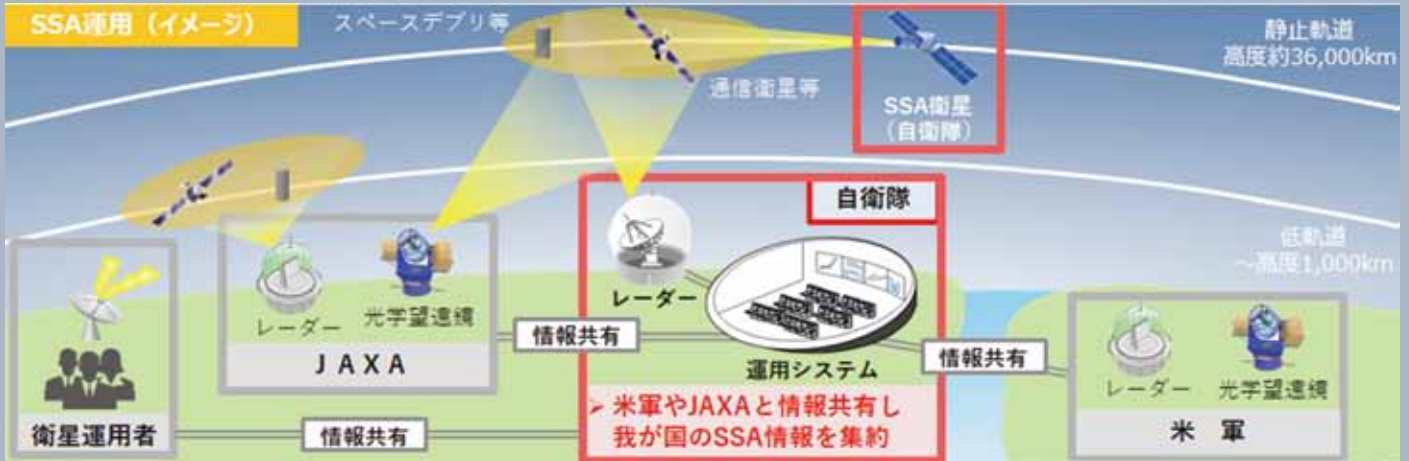 SSA運用（イメージ）
スペースデブリ等
静止軌道
高度約36,000km
通信衛星等
SSA衛星
（自衛隊）
自衛隊
低軌道
～高度1,000km
レーダー
レーダー
光学望遠鏡
情報共有
JAXA
運用システム
情報共有
レーダー
光学望遠鏡
➢ 米軍やJAXAと情報共有し
我が国のSSA情報を集約
衛星運用者
情報共有
米 軍